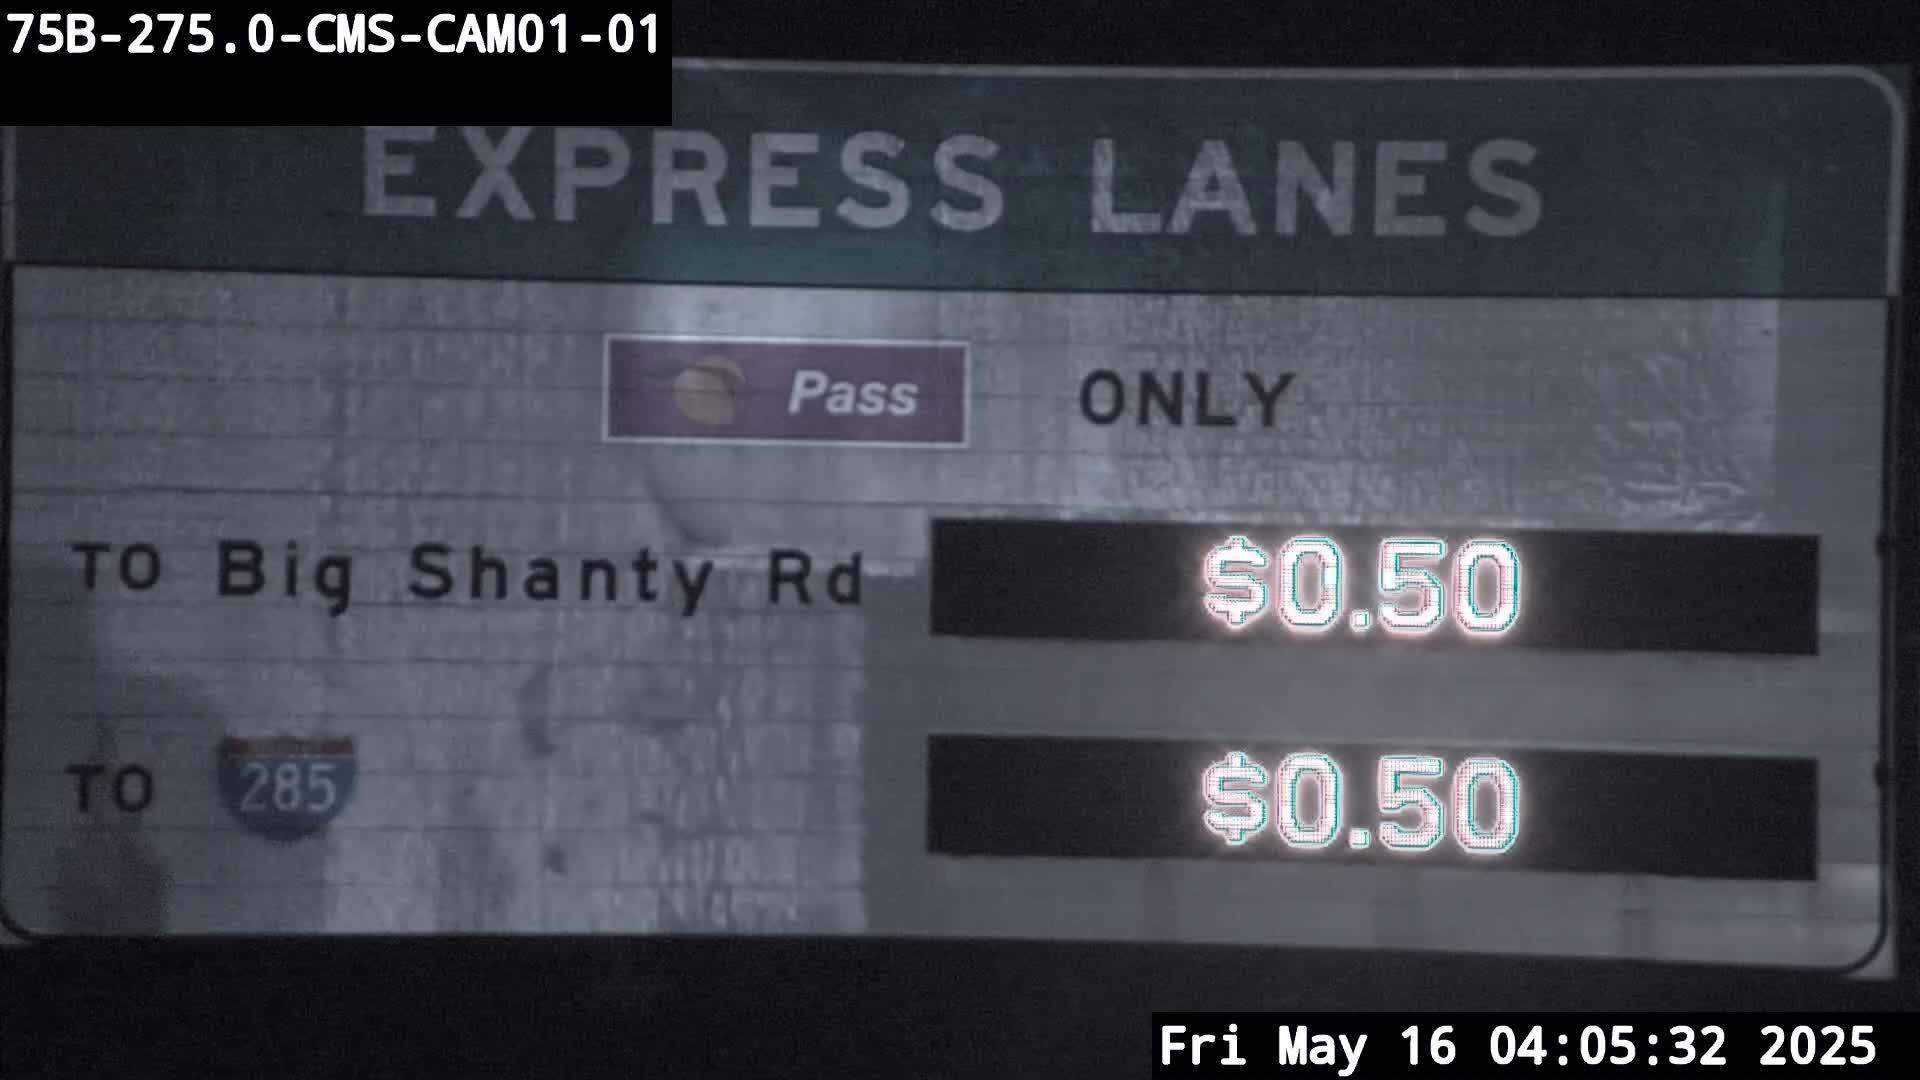 75B-275.0-CMS-CAM01-01
EXPRESS LANES
Pass ONLY
TO Big Shanty Rd $0.50
TO 285 $0.50
Fri May 16 04:05:32 2025